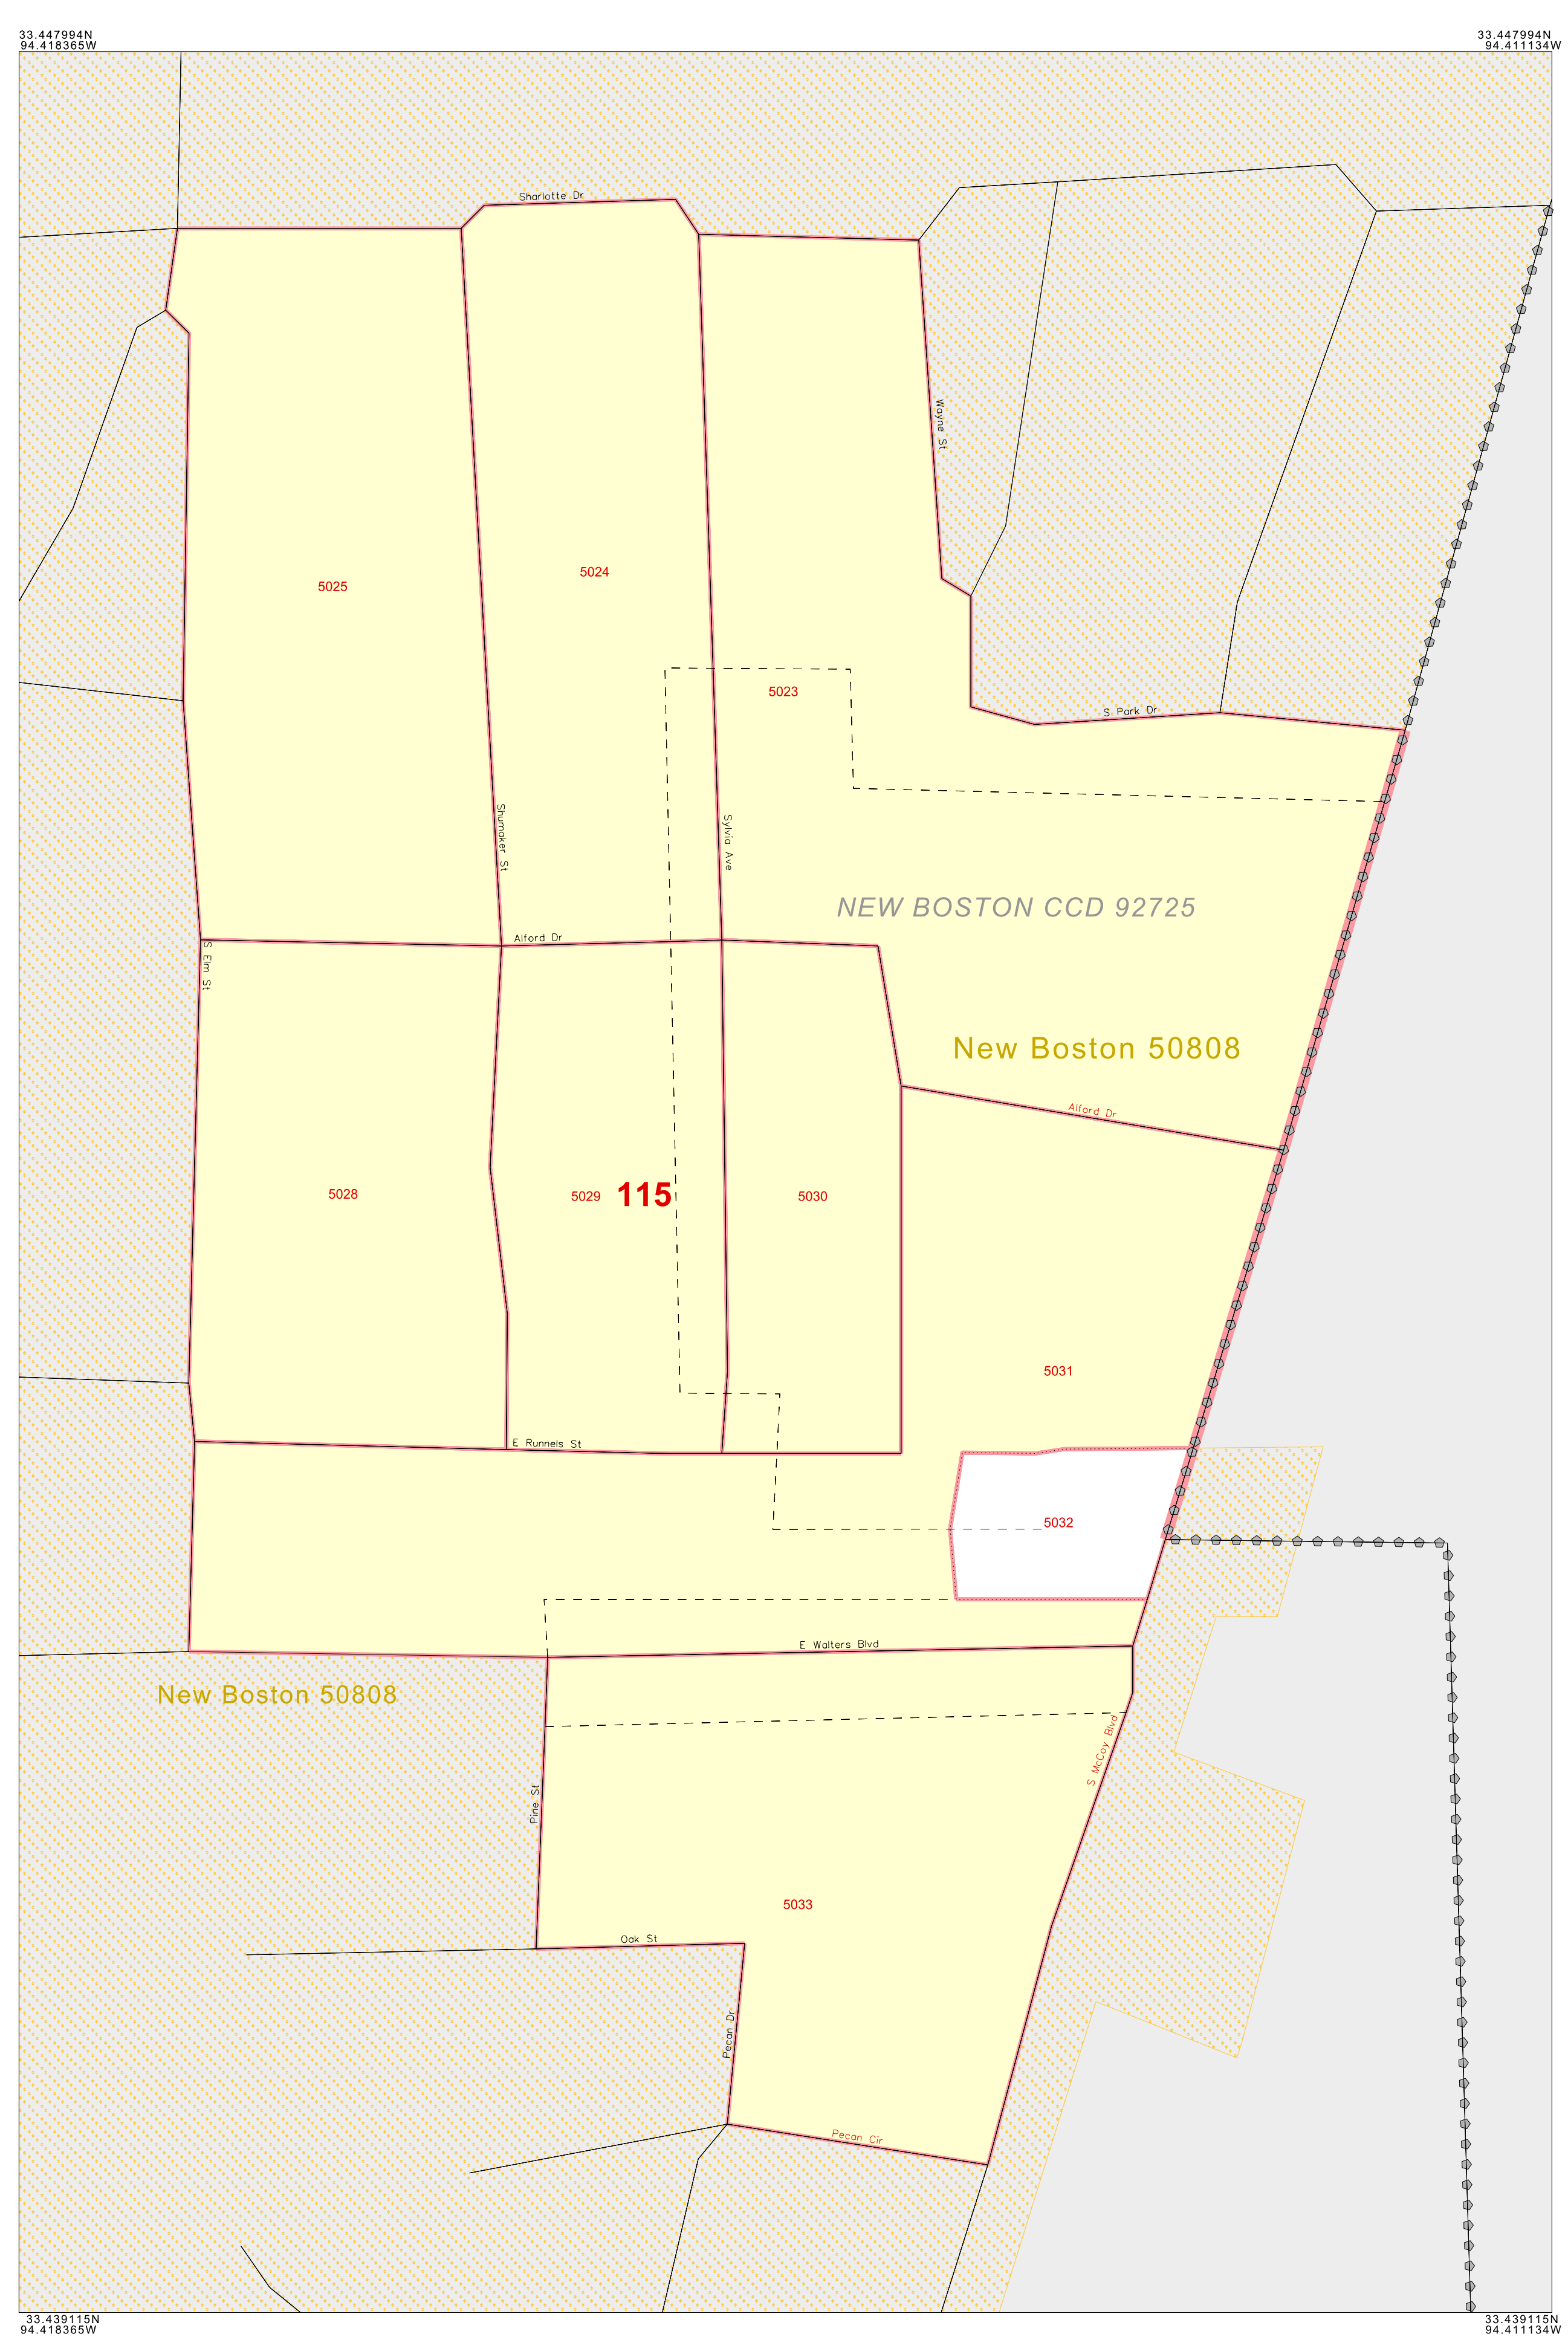 33.447994N
94.418365W
33.447994N
94.411134W
Sharlotte Dr
Wayne St
5025
5024
5023
S Park Dr
Shumaker St
Sylvia Ave
NEW BOSTON CCD 92725
Alford Dr
S Elm St
New Boston 50808
Alford Dr
5028
5029
115
5030
5031
E Runnels St
5032
E Walters Blvd
New Boston 50808
S McCoy Blvd
Pine St
5033
Oak St
Pecan Dr
Pecan Cir
33.439115N
94.418365W
33.439115N
94.411134W